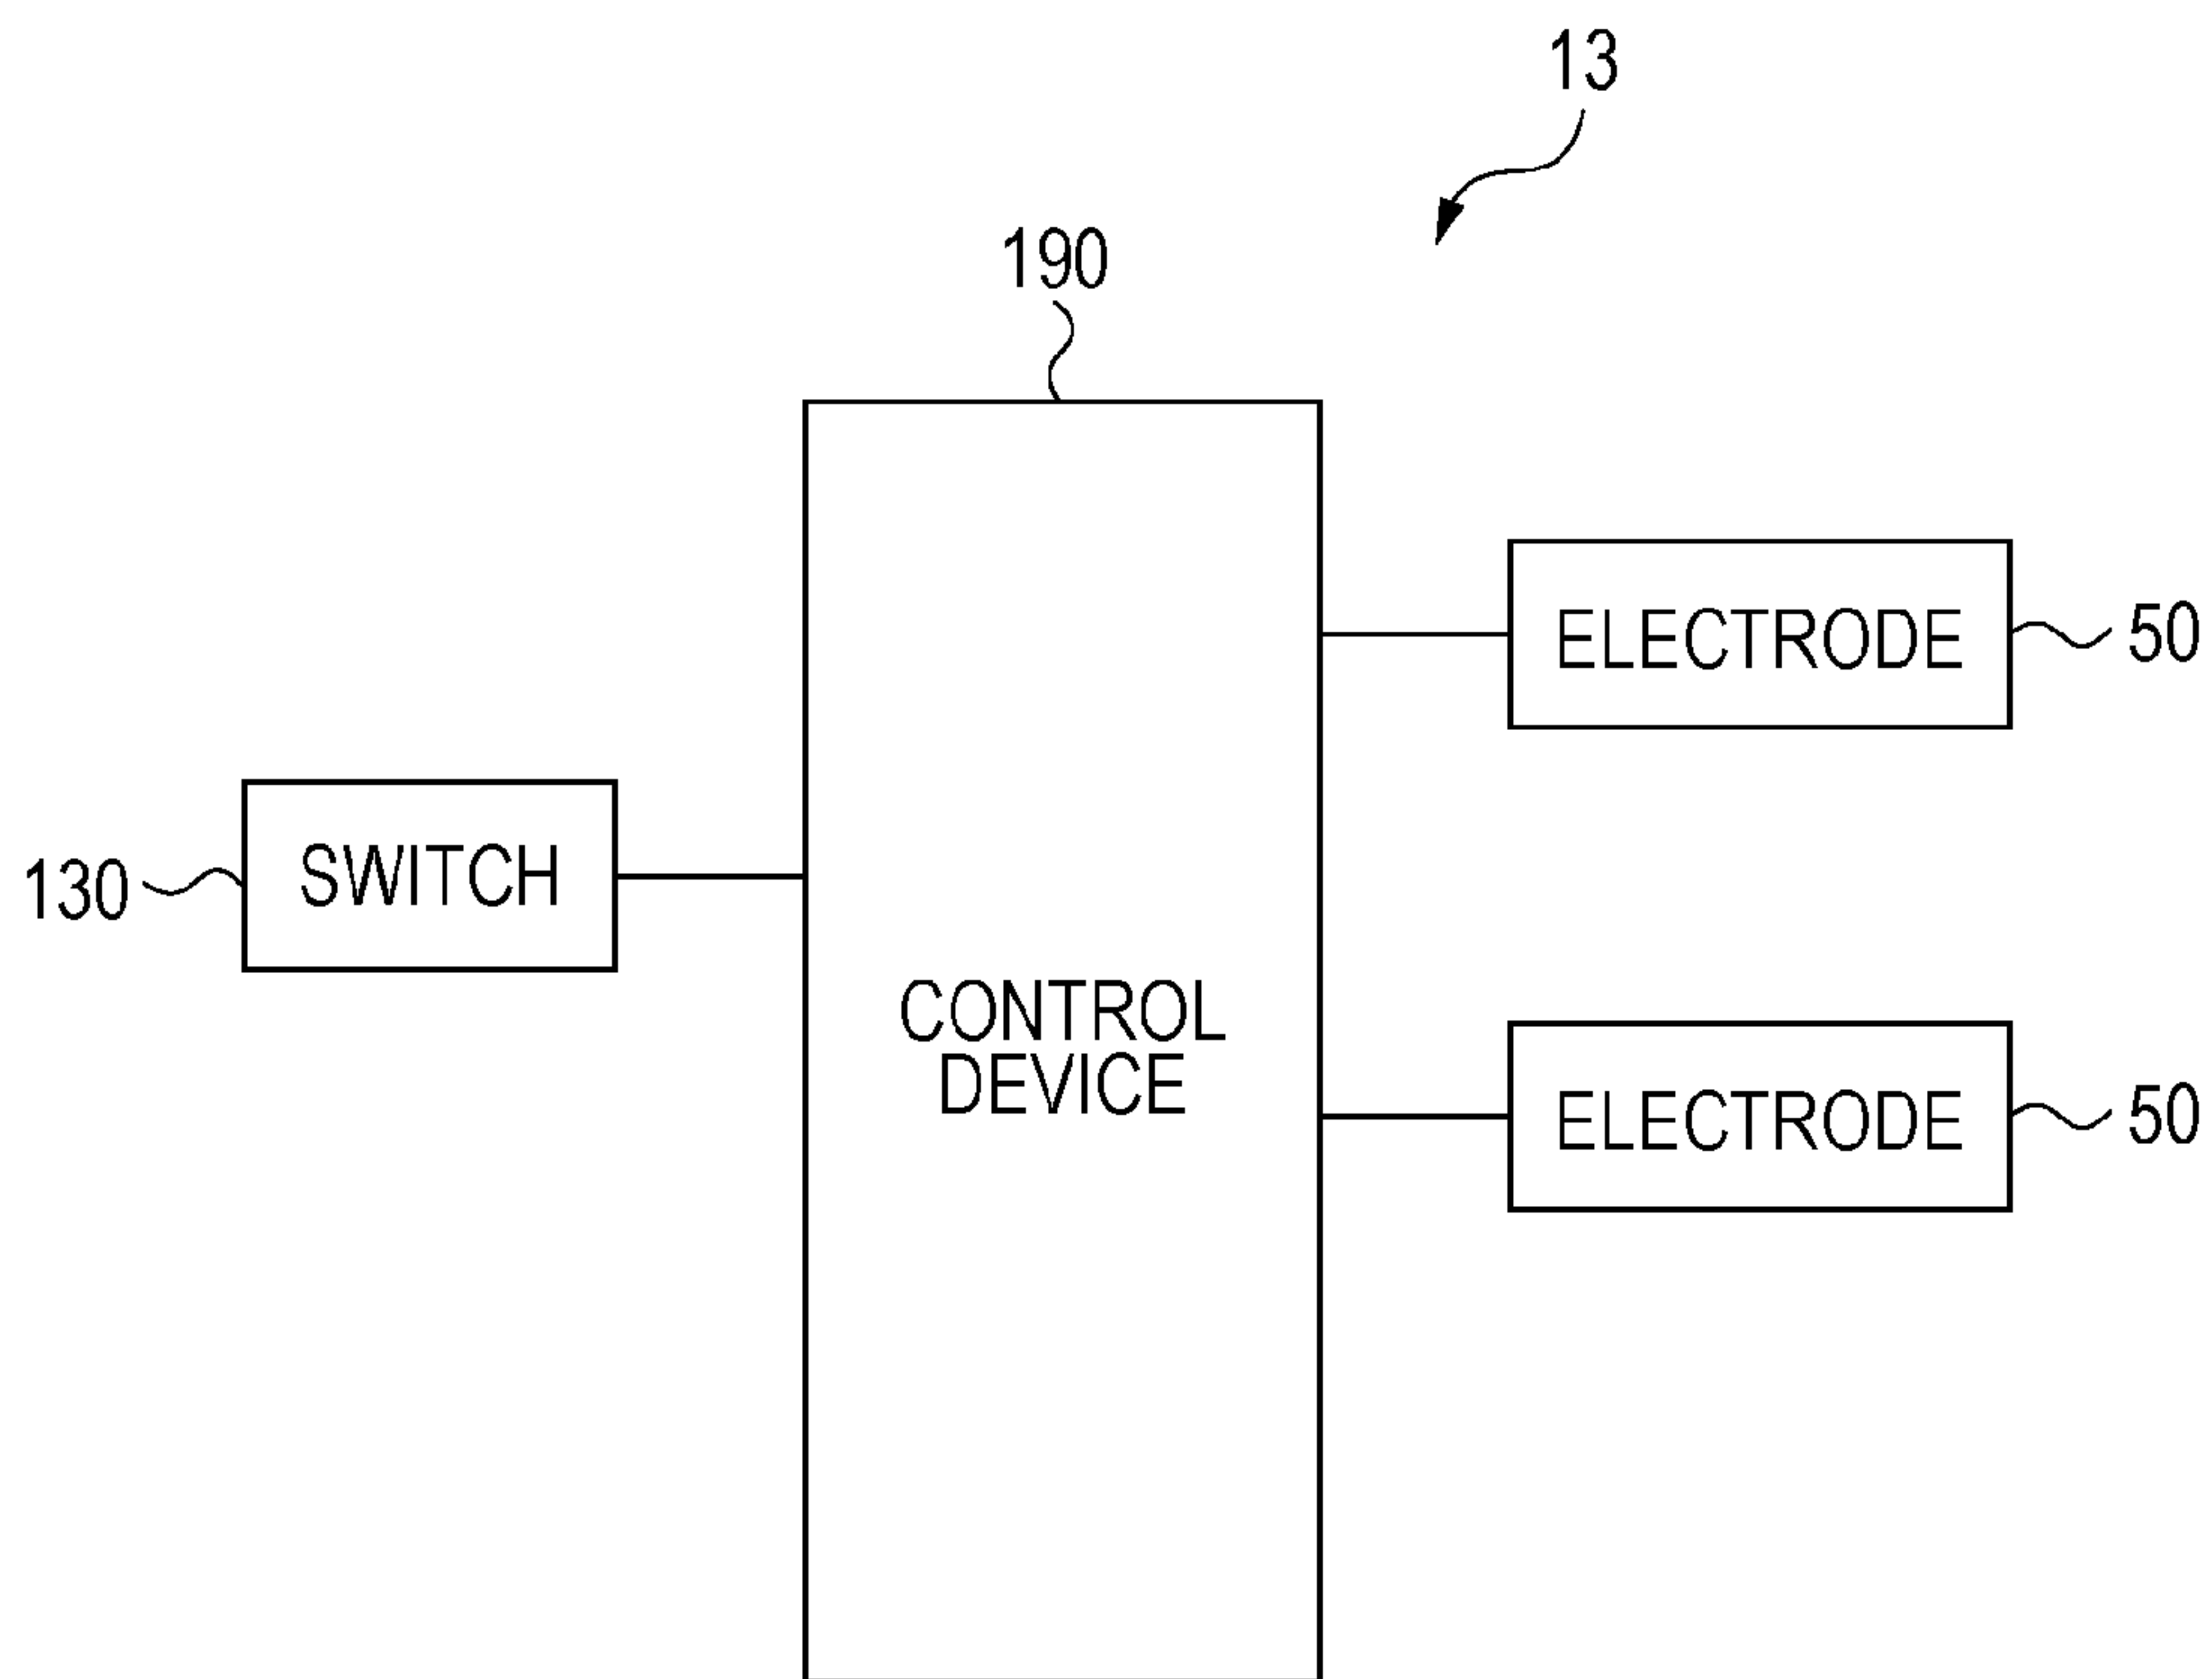 13
190
ELECTRODE
50
130
SWITCH
CONTROL
DEVICE
ELECTRODE
50